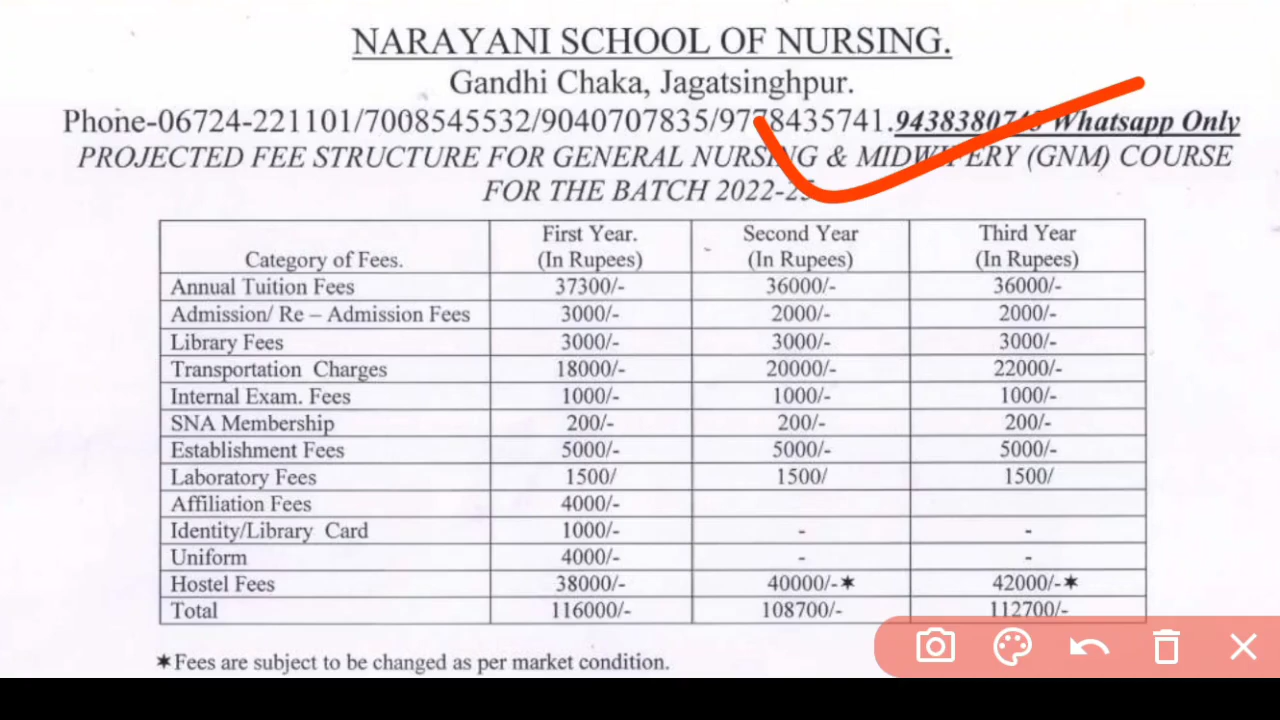 NARAYANI SCHOOL OF NURSING.
Gandhi Chaka, Jagatsinghpur.
Phone-06724-221101/7008545532/9040707835/9778435741. Whatsapp Only
PROJECTED FEE STRUCTURE FOR GENERAL NURSING & MIDWIFERY (GNM) COURSE
FOR THE BATCH 2022-25
Category of Fees. First Year. (In Rupees) Second Year (In Rupees) Third Year (In Rupees)
Annual Tuition Fees 37300/- 36000/- 36000/-
Admission/ Re – Admission Fees 3000/- 2000/- 2000/-
Library Fees 3000/- 3000/- 3000/-
Transportation Charges 18000/- 20000/- 22000/-
Internal Exam. Fees 1000/- 1000/- 1000/-
SNA Membership 200/- 200/- 200/-
Establishment Fees 5000/- 5000/- 5000/-
Laboratory Fees 1500/ 1500/ 1500/
Affiliation Fees 4000/-
Identity/Library Card 1000/- - -
Uniform 4000/- - -
Hostel Fees 38000/- 40000/-* 42000/-*
Total 116000/- 108700/- 112700/-
*Fees are subject to be changed as per market condition.